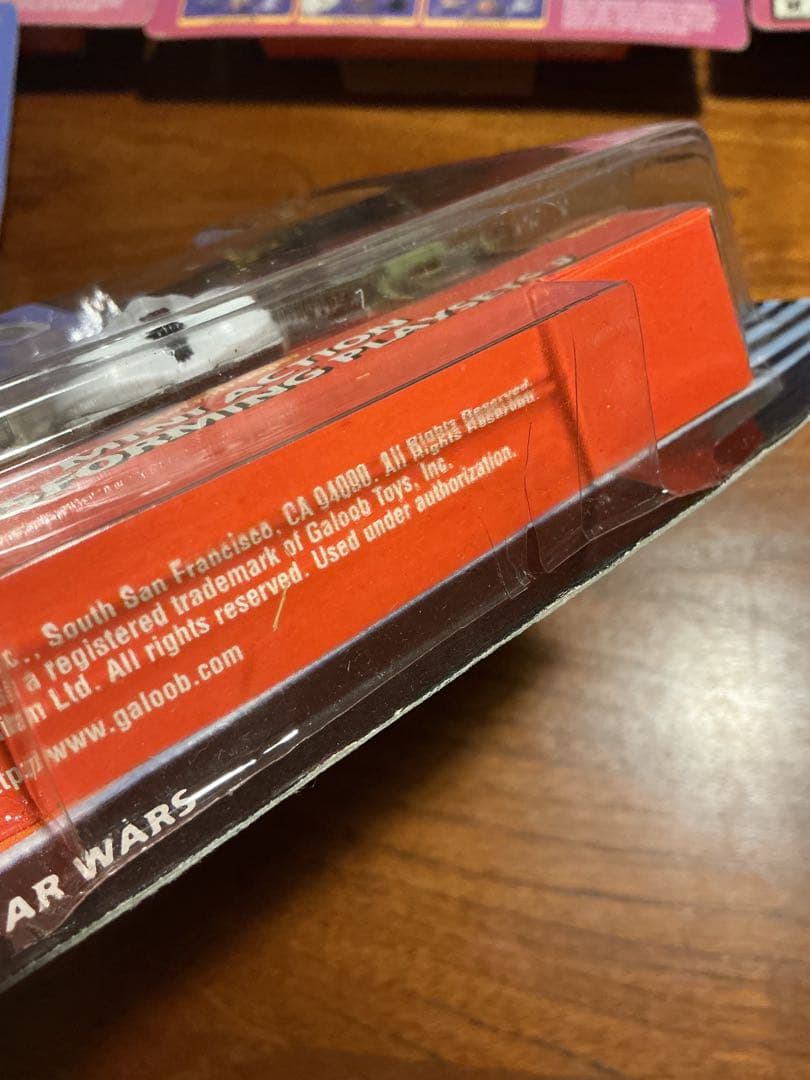 MINI ACTION
SFORMING PLAYSETS
c., South San Francisco, CA 94080. All Rights Reserved.
a registered trademark of Galoob Toys, Inc.
Ltd. All rights reserved. Used under authorization.
www.galoob.com
AR WARS